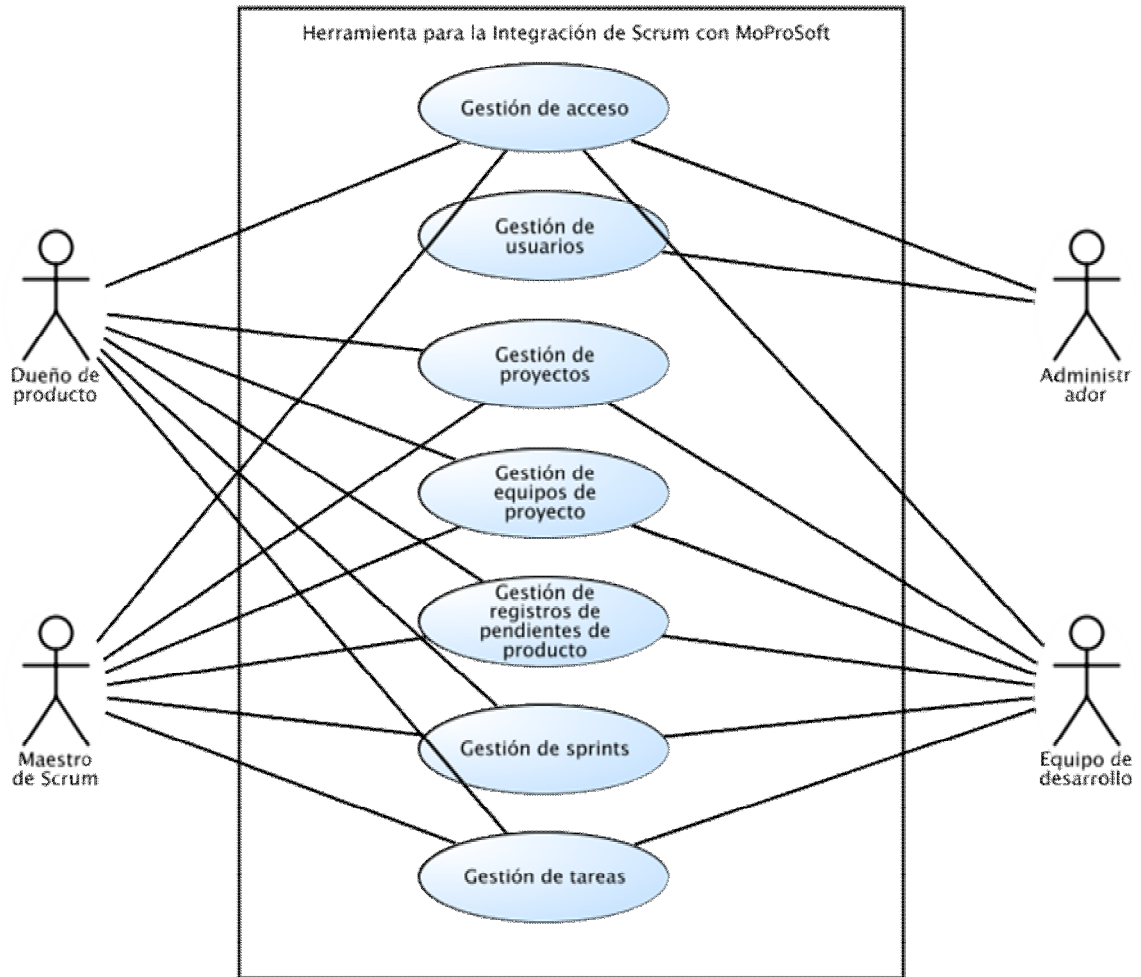 Herramienta para la Integración de Scrum con MoProSoft
Gestión de acceso
Gestión de
usuarios
Dueño de
producto
Gestión de
proyectos
Administr
ador
Gestión de
equipos de
proyecto
Gestión de
registros de
pendientes de
producto
Maestro
de Scrum
Gestión de sprints
Equipo de
desarrollo
Gestión de tareas